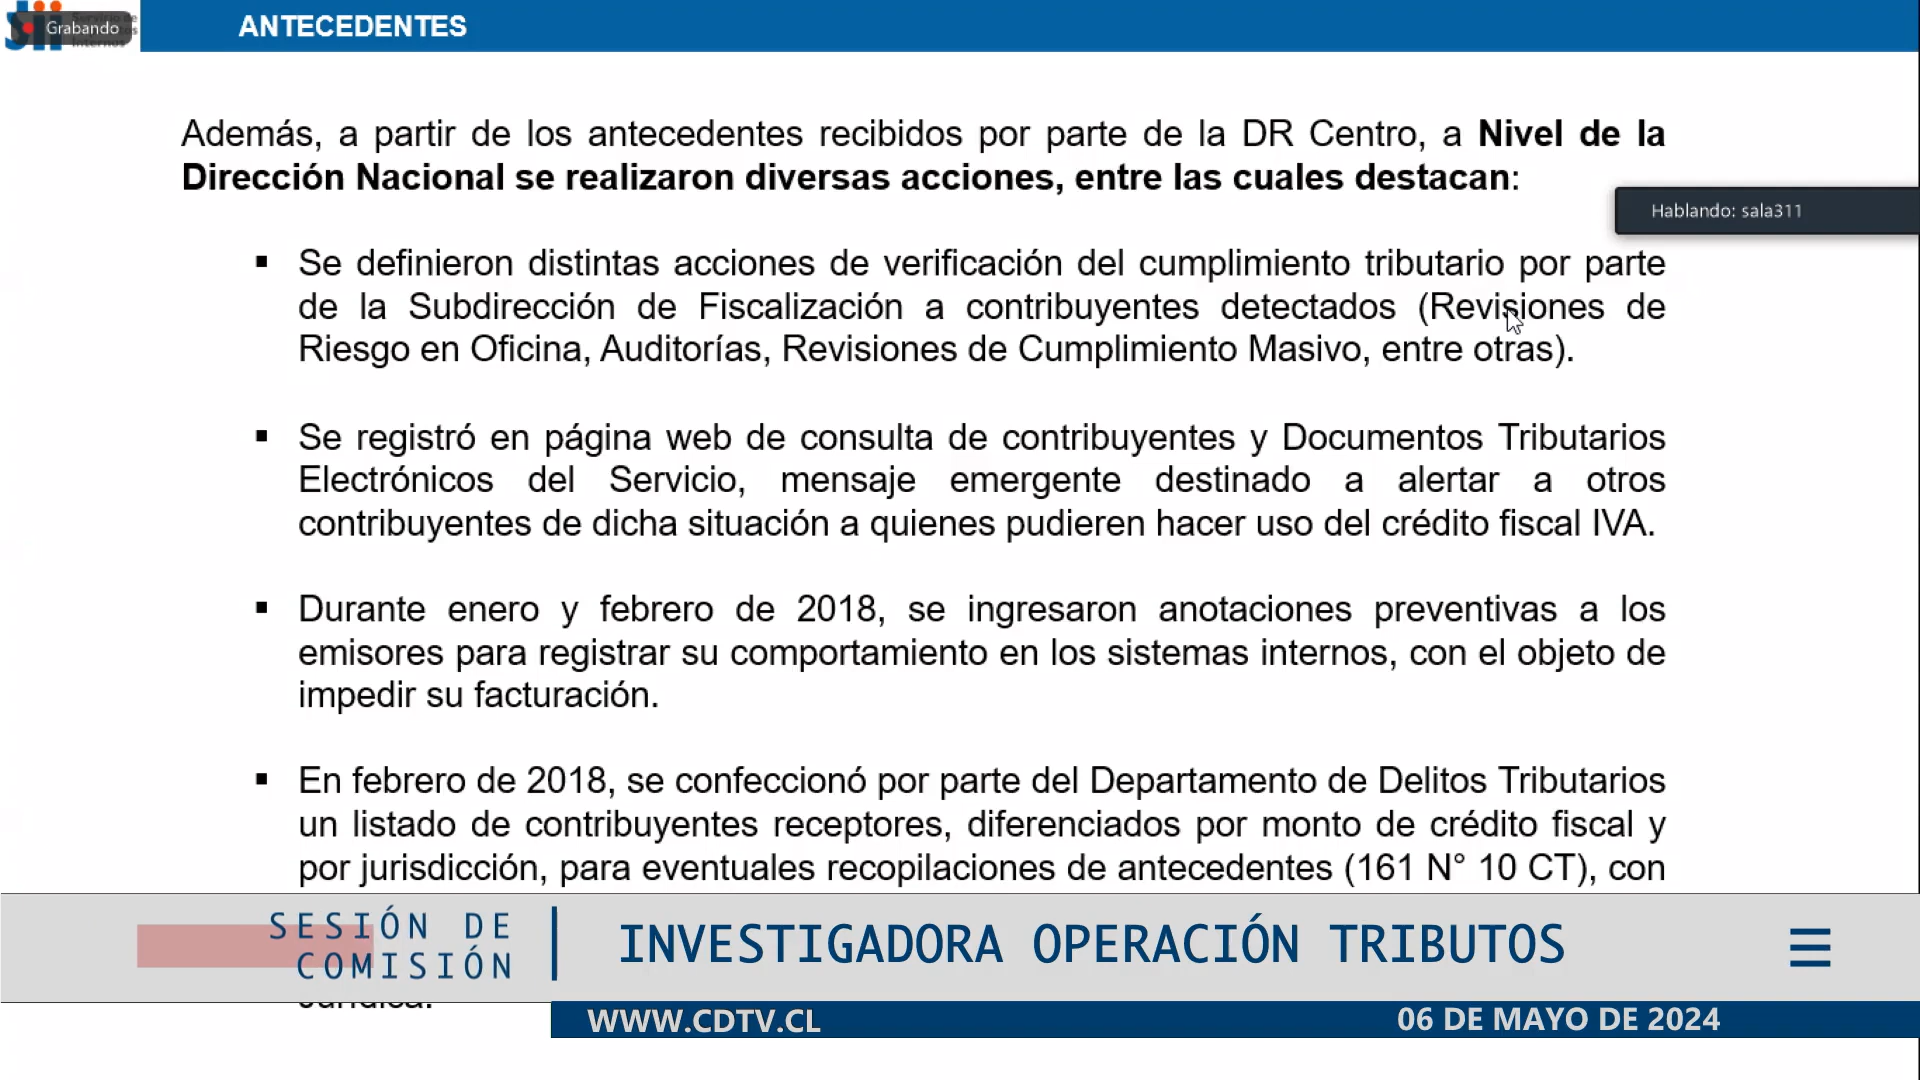 sii
Grabando
ANTECEDENTES
Además, a partir de los antecedentes recibidos por parte de la DR Centro, a Nivel de la
Dirección Nacional se realizaron diversas acciones, entre las cuales destacan:
Hablando: sala311
▪ Se definieron distintas acciones de verificación del cumplimiento tributario por parte
de la Subdirección de Fiscalización a contribuyentes detectados (Revisiones de
Riesgo en Oficina, Auditorías, Revisiones de Cumplimiento Masivo, entre otras).
▪ Se registró en página web de consulta de contribuyentes y Documentos Tributarios
Electrónicos del Servicio, mensaje emergente destinado a alertar a otros
contribuyentes de dicha situación a quienes pudieren hacer uso del crédito fiscal IVA.
▪ Durante enero y febrero de 2018, se ingresaron anotaciones preventivas a los
emisores para registrar su comportamiento en los sistemas internos, con el objeto de
impedir su facturación.
▪ En febrero de 2018, se confeccionó por parte del Departamento de Delitos Tributarios
un listado de contribuyentes receptores, diferenciados por monto de crédito fiscal y
por jurisdicción, para eventuales recopilaciones de antecedentes (161 N° 10 CT), con
SESIÓN DE
COMISIÓN
INVESTIGADORA OPERACIÓN TRIBUTOS
Jurídica.
WWW.CDTV.CL
06 DE MAYO DE 2024